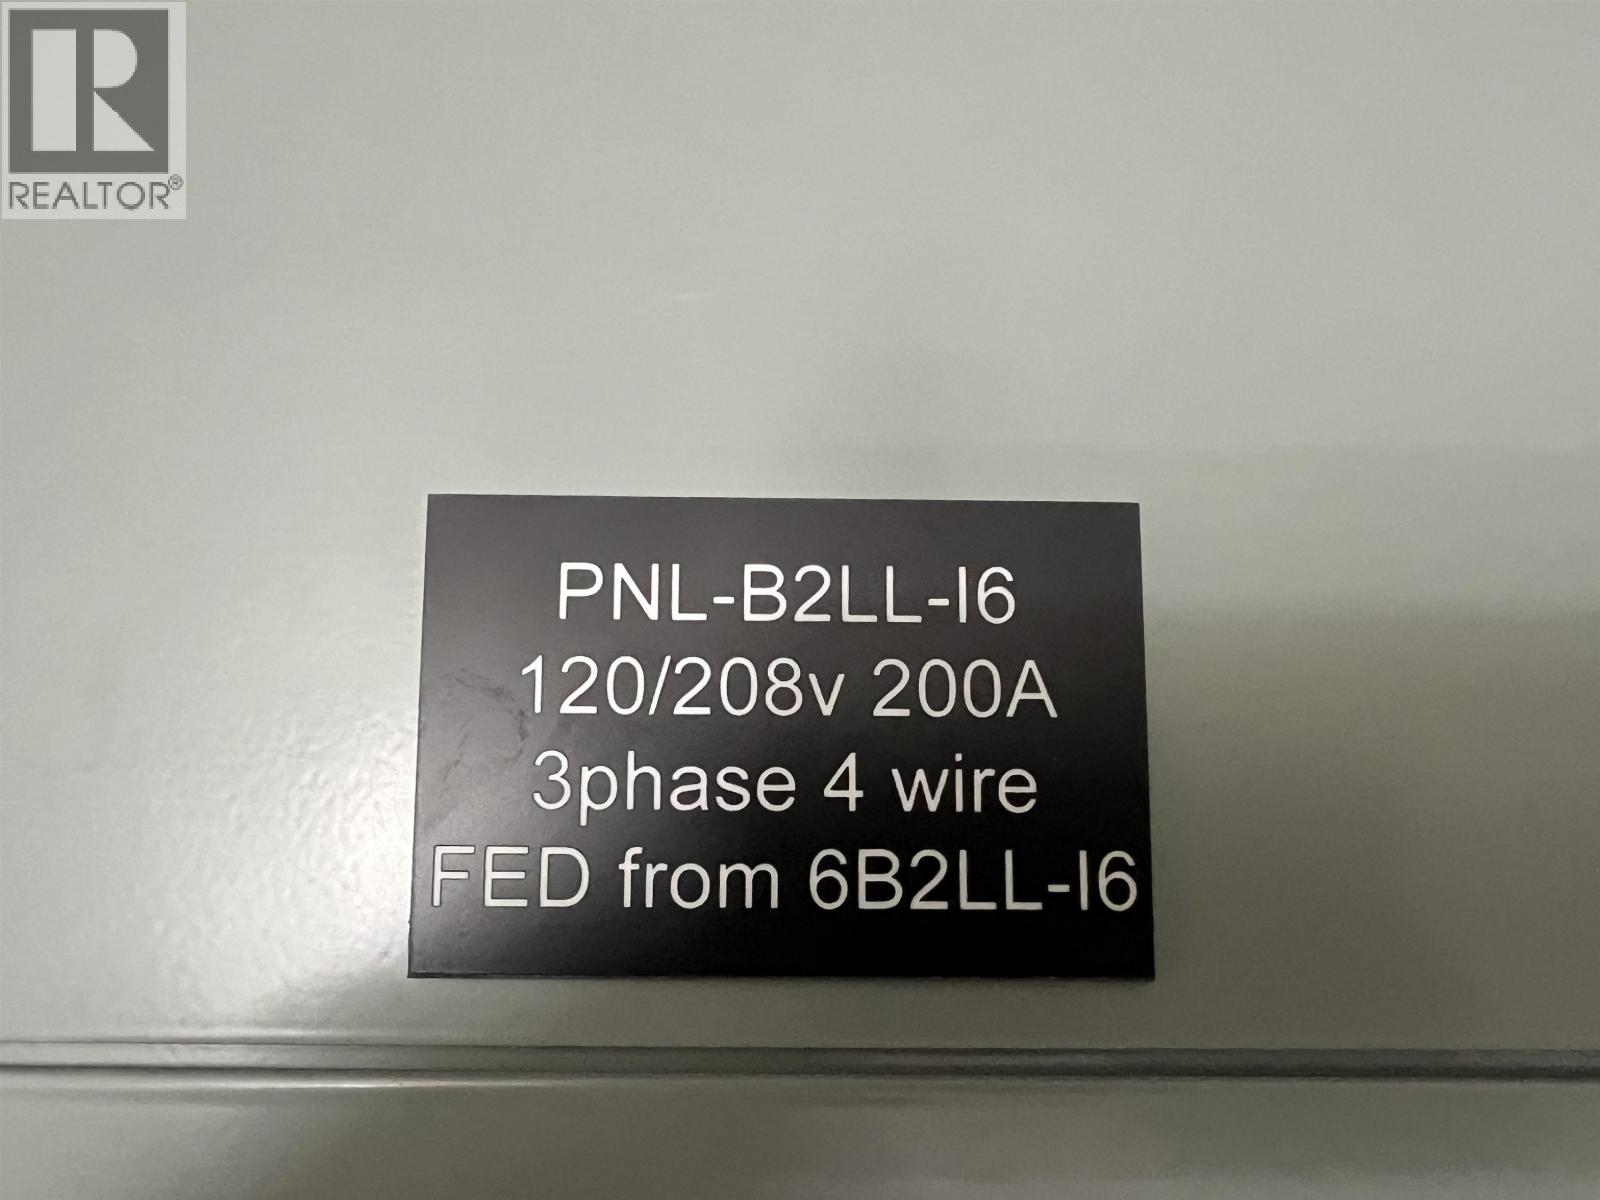 R
REALTOR®
PNL-B2LL-I6
120/208v 200A
3phase 4 wire
FED from 6B2LL-I6